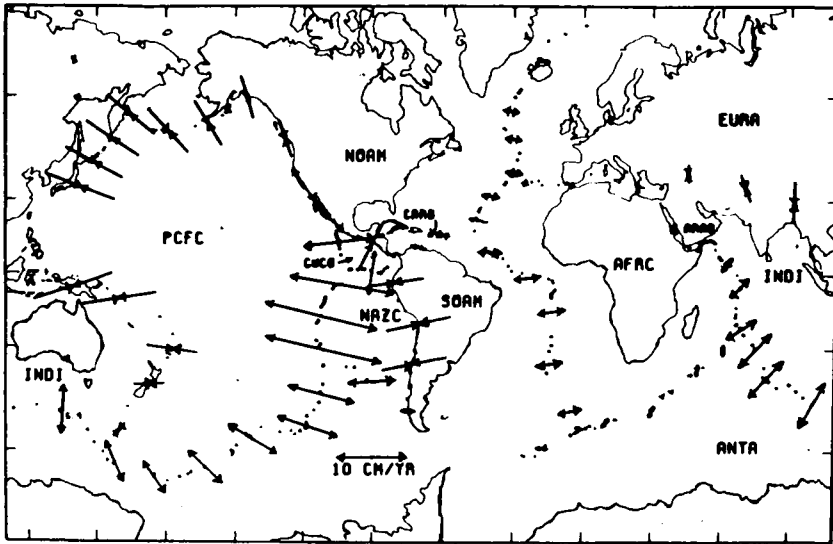 EURA
NOAM
CARB
PCFC
ARAB
COCO
AFRC
INDI
SOAM
NAZC
INDI
ANTA
10 CM/YR